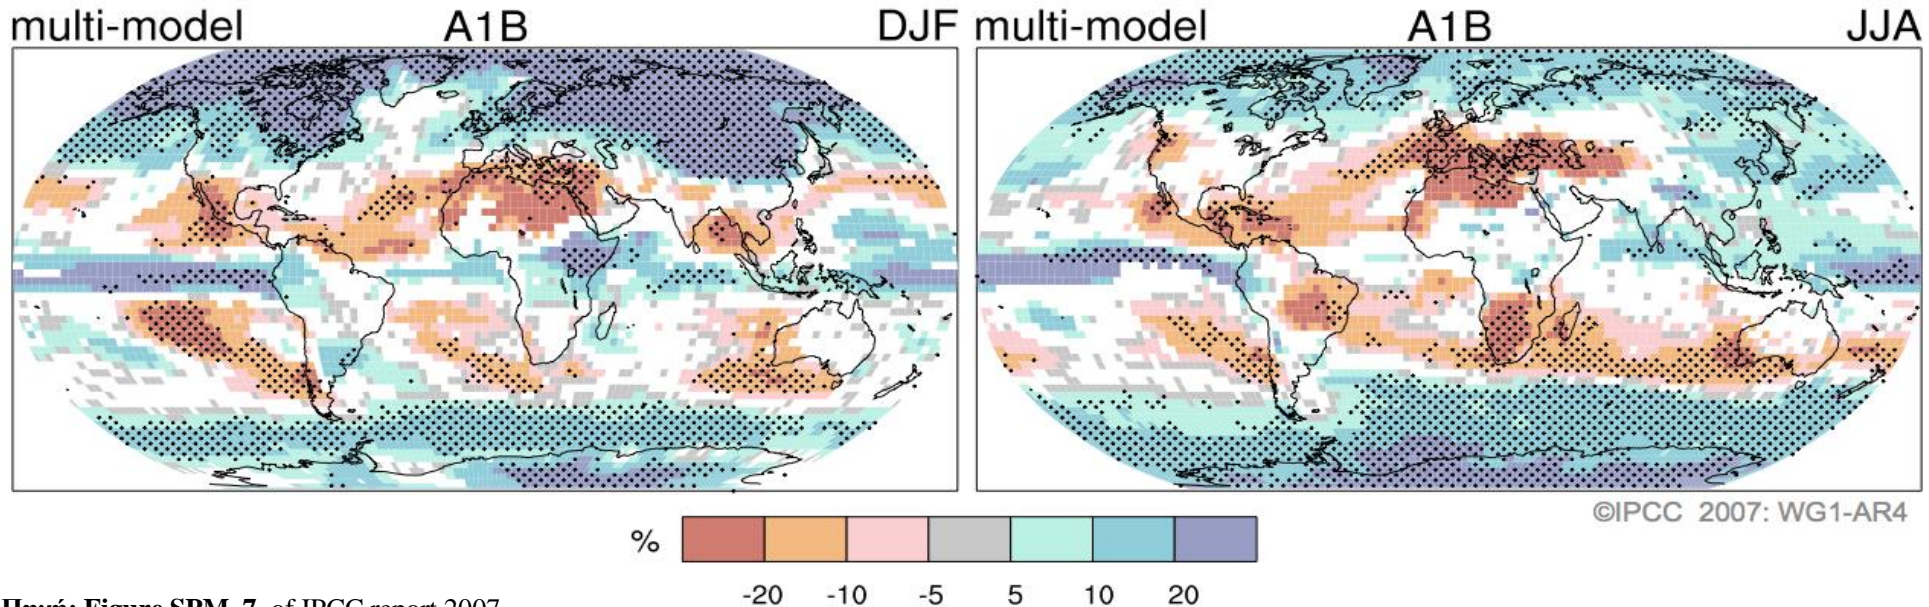 multi-model A1B DJF
multi-model A1B JJA
©IPCC 2007: WG1-AR4
%
-20 -10 -5 5 10 20
Πηγή: Figure SPM-7, of IPCC report 2007